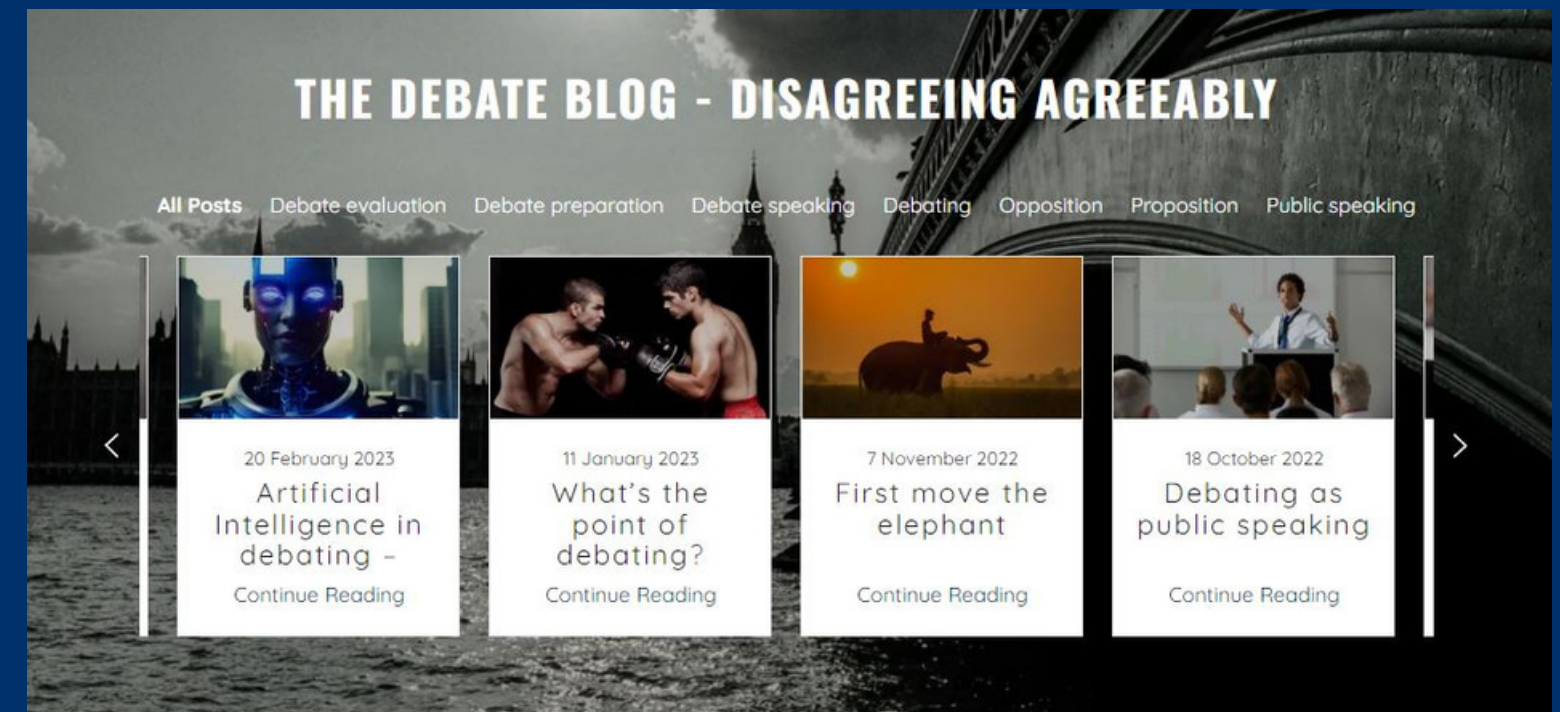 THE DEBATE BLOG - DISAGREEING AGREEABLY
All Posts Debate evaluation Debate preparation Debate speaking Debating Opposition Proposition Public speaking
20 February 2023
Artificial
Intelligence in
debating –
Continue Reading
11 January 2023
What's the
point of
debating?
Continue Reading
7 November 2022
First move the
elephant
Continue Reading
18 October 2022
Debating as
public speaking
Continue Reading